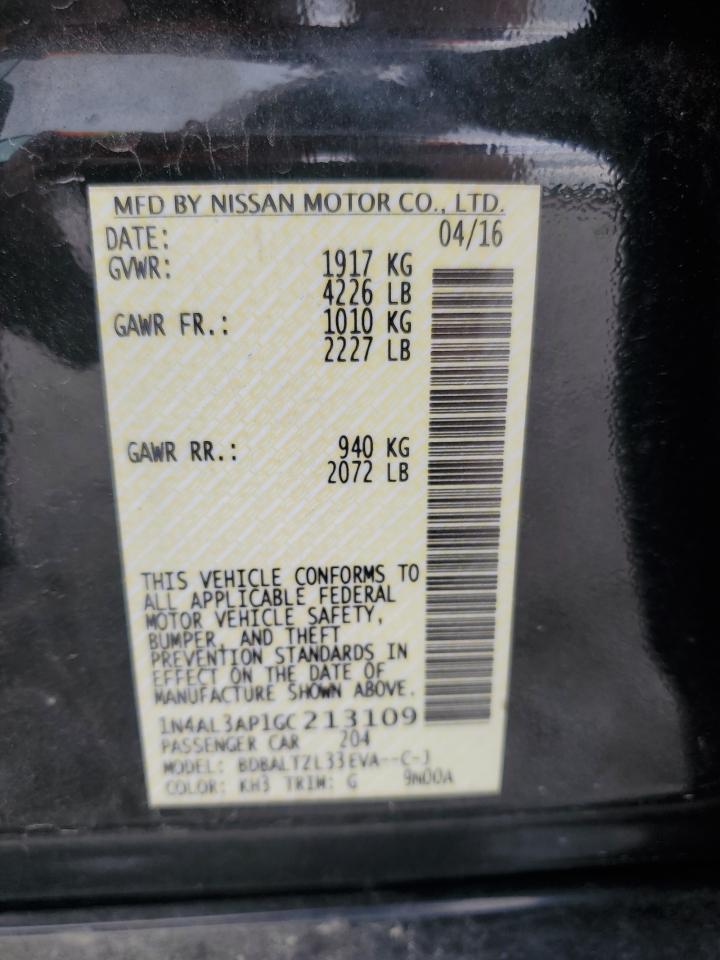 MFD BY NISSAN MOTOR CO., LTD.
DATE: 04/16
GVWR: 1917 KG
4226 LB
GAWR FR.: 1010 KG
2227 LB
GAWR RR.: 940 KG
2072 LB
THIS VEHICLE CONFORMS TO
ALL APPLICABLE FEDERAL
MOTOR VEHICLE SAFETY,
BUMPER, AND THEFT
PREVENTION STANDARDS IN
EFFECT ON THE DATE OF
MANUFACTURE SHOWN ABOVE.
1N4AL3AP1GC213109
PASSENGER CAR 204
MODEL: BDBALTZL33EVA--C-J
COLOR: KH3 TRIM: G 9N00A